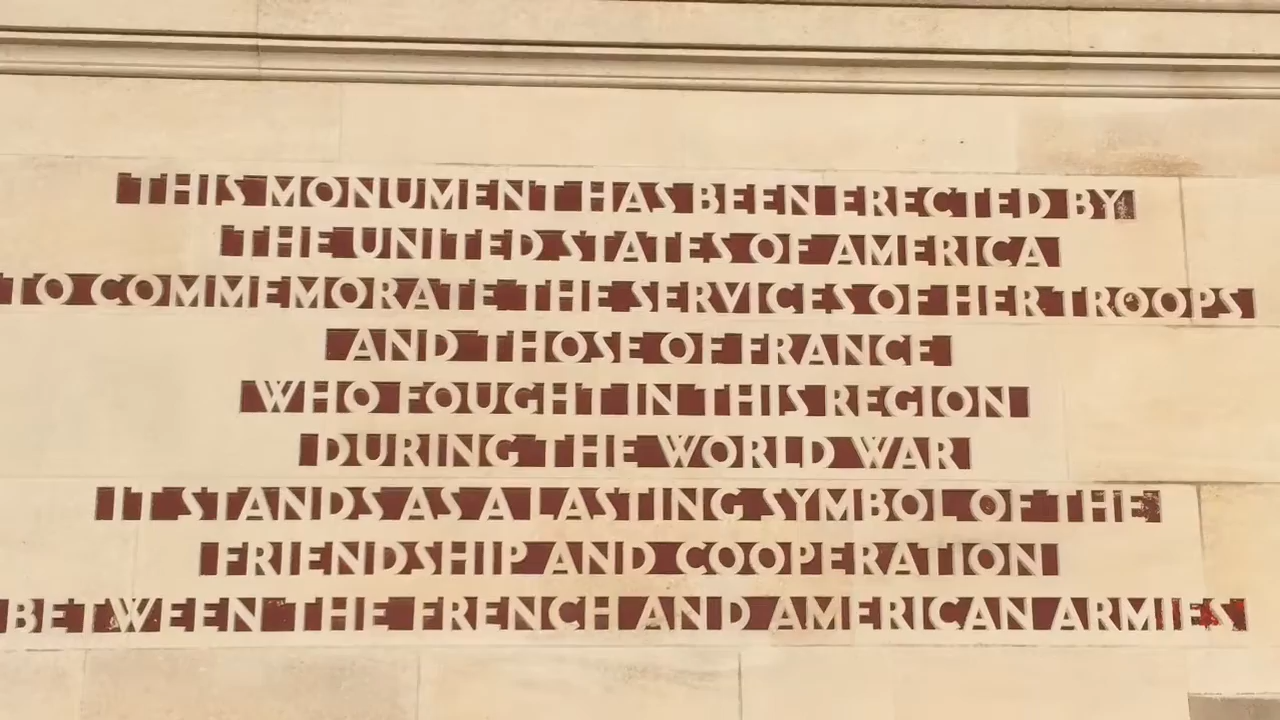 THIS MONUMENT HAS BEEN ERECTED BY
THE UNITED STATES OF AMERICA
TO COMMEMORATE THE SERVICES OF HER TROOPS
AND THOSE OF FRANCE
WHO FOUGHT IN THIS REGION
DURING THE WORLD WAR
IT STANDS AS A LASTING SYMBOL OF THE
FRIENDSHIP AND COOPERATION
BETWEEN THE FRENCH AND AMERICAN ARMIES